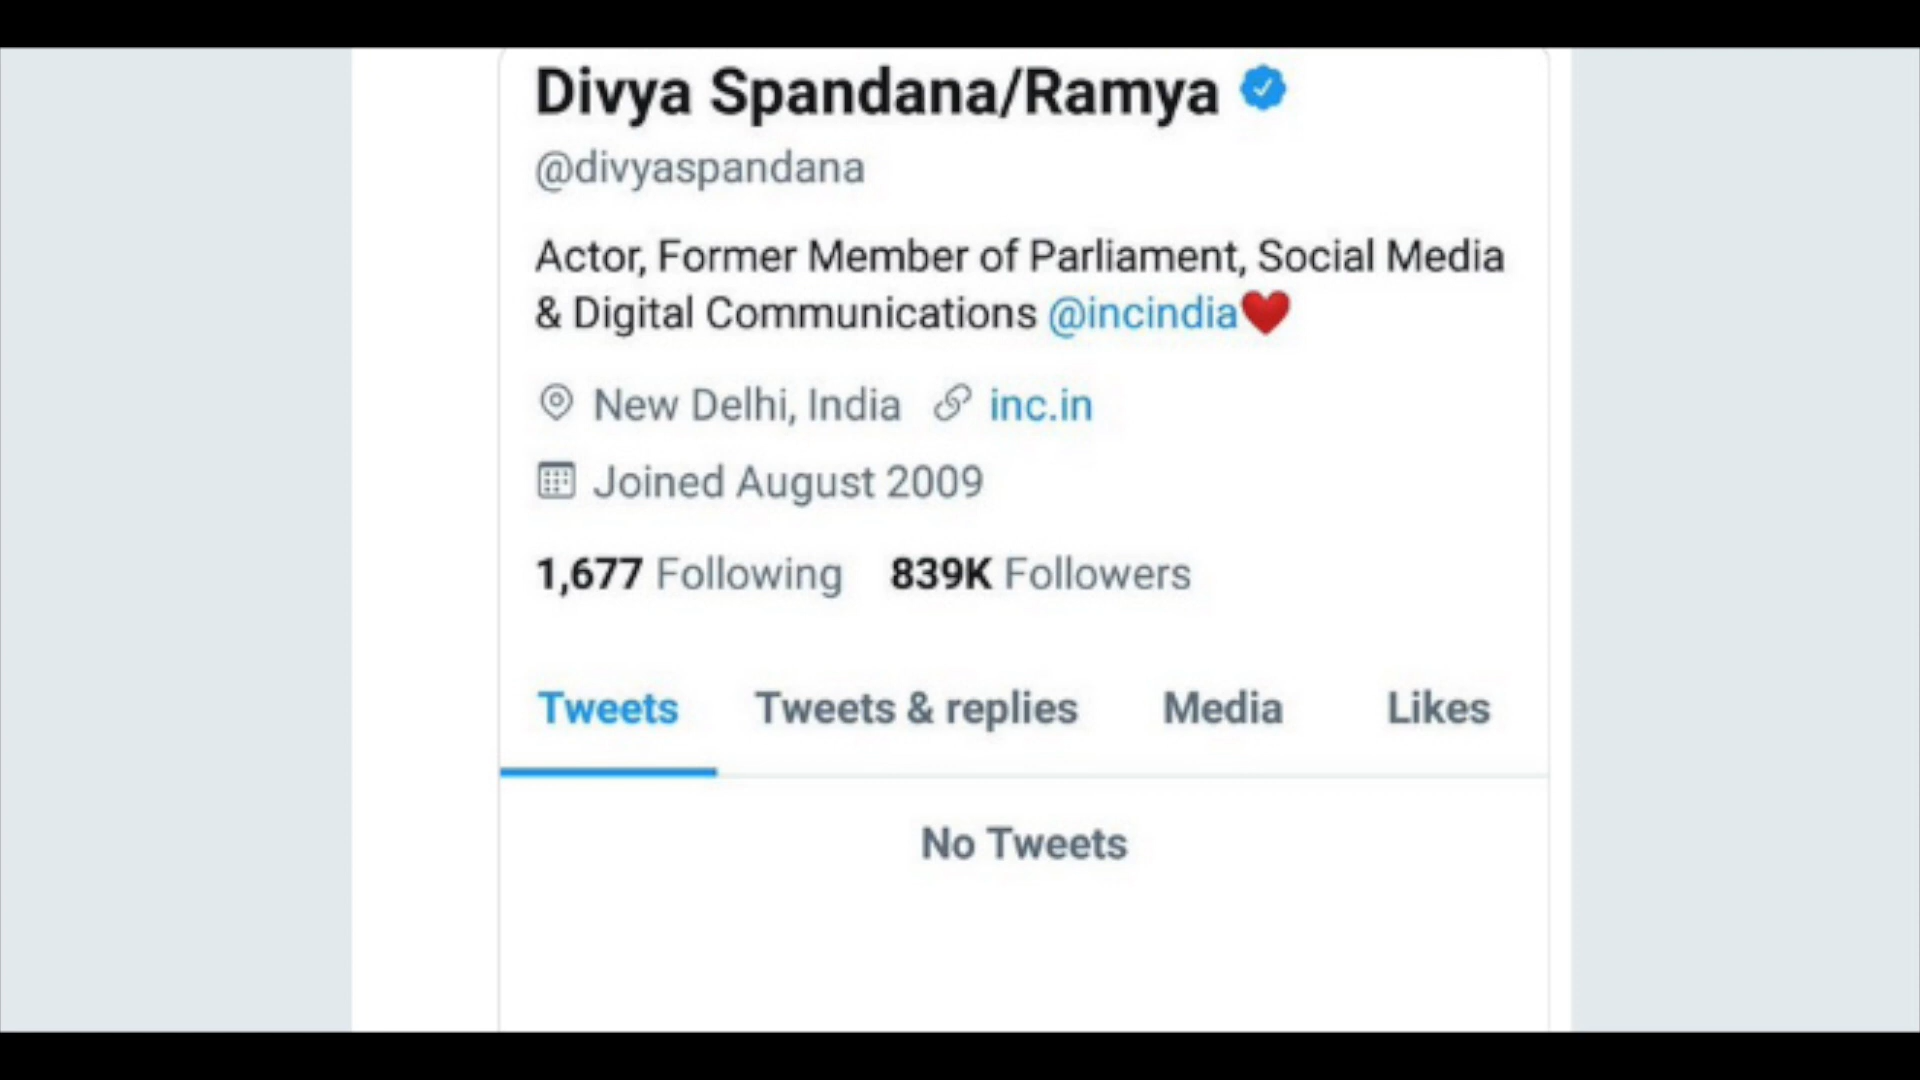 Divya Spandana/Ramya
@divyaspandana
Actor, Former Member of Parliament, Social Media
& Digital Communications @incindia❤️
New Delhi, India inc.in
Joined August 2009
1,677 Following 839K Followers
Tweets Tweets & replies Media Likes
No Tweets